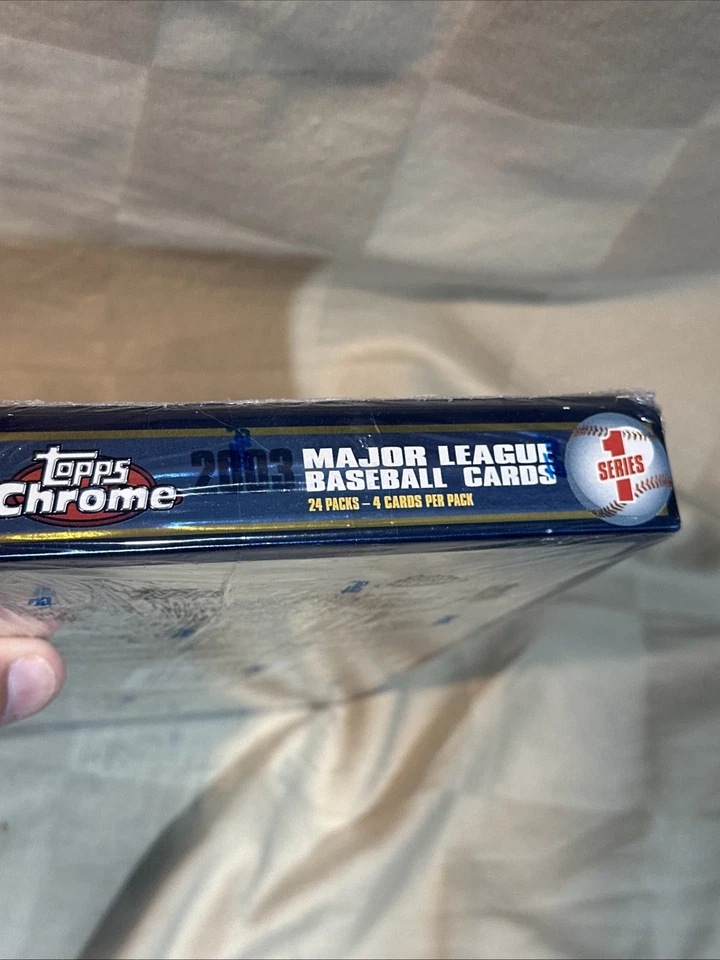 topps
Chrome
2003
MAJOR LEAGUE
BASEBALL CARDS
24 PACKS – 4 CARDS PER PACK
SERIES
1